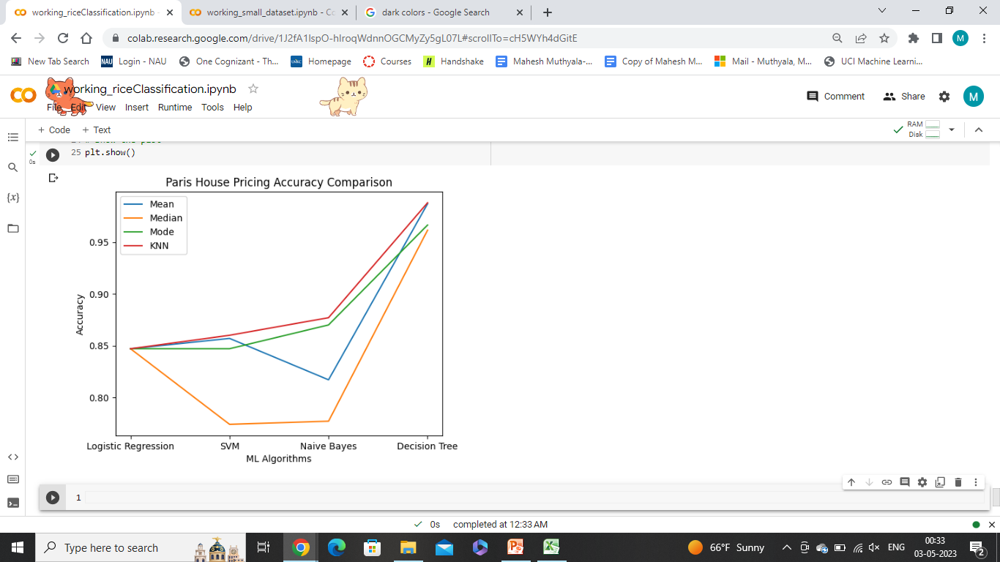 working_riceClassification.ipynb -
working_small_dataset.ipynb - Co
dark colors - Google Search
colab.research.google.com/drive/1J2fA1lspO-hIroqWdnnOGCMyZy5gL07L#scrollTo=cH5WYh4dGitE
M
New Tab Search
NAU
Login - NAU
One Cognizant - Th...
Homepage
Courses
H
Handshake
Mahesh Muthyala-...
Copy of Mahesh M...
Mail - Muthyala, M...
UCI Machine Learni...
working_riceClassification.ipynb
File Edit View Insert Runtime Tools Help
Comment
Share
M
+ Code + Text
RAM
Disk
25 plt.show()
0s
{x}
Paris House Pricing Accuracy Comparison
Mean
Median
Mode
KNN
0.95
0.90
0.85
0.80
Accuracy
Logistic Regression SVM Naive Bayes Decision Tree
ML Algorithms
1
0s completed at 12:33 AM
Type here to search
66°F Sunny
ENG
00:33
03-05-2023
2